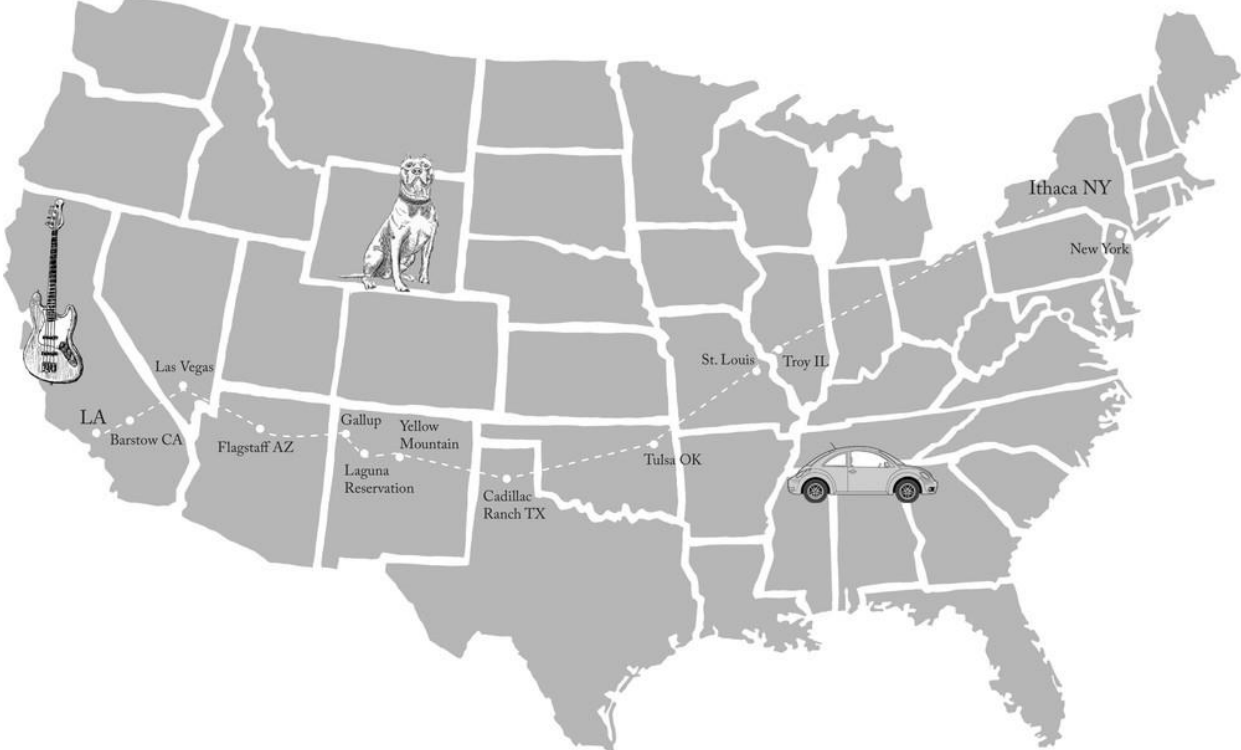 Ithaca NY
New York
Las Vegas
St. Louis
Troy IL
LA
Barstow CA
Flagstaff AZ
Gallup
Yellow
Mountain
Laguna
Reservation
Tulsa OK
Cadillac
Ranch TX